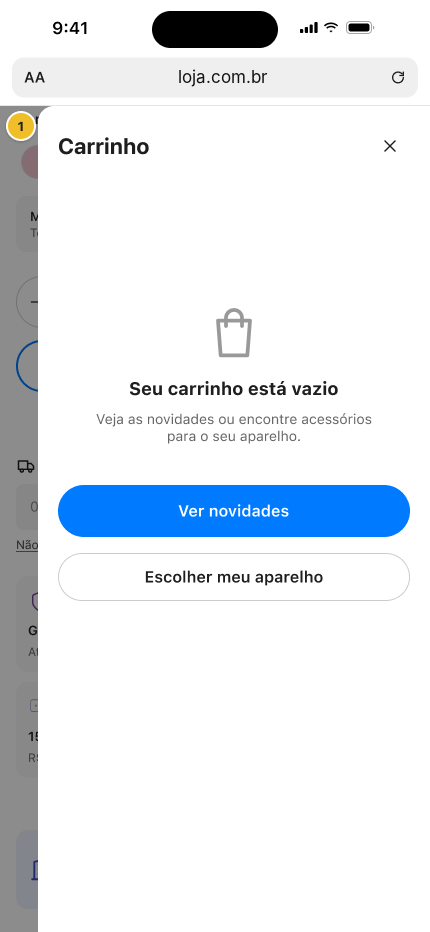 9:41
AA
loja.com.br
1
Carrinho
Seu carrinho está vazio
Veja as novidades ou encontre acessórios
para o seu aparelho.
Ver novidades
Escolher meu aparelho
Não